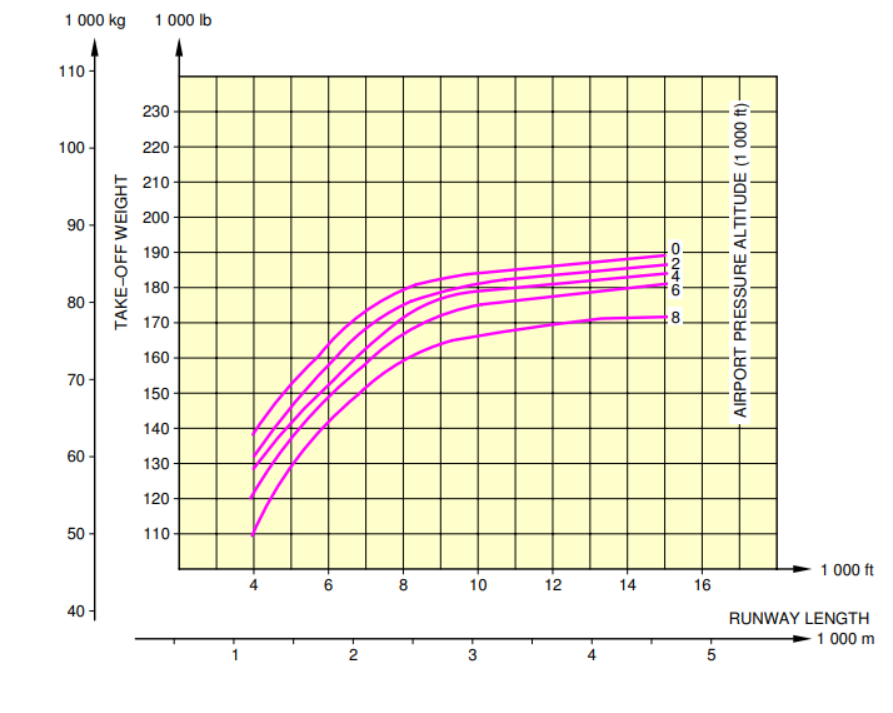 1 000 kg
1 000 lb
110
100
90
80
70
60
50
40
TAKE–OFF WEIGHT
230
220
210
200
190
180
170
160
150
140
130
120
110
0
2
4
6
8
AIRPORT PRESSURE ALTITUDE (1 000 ft)
4 6 8 10 12 14 16
1 000 ft
RUNWAY LENGTH
1 000 m
1 2 3 4 5